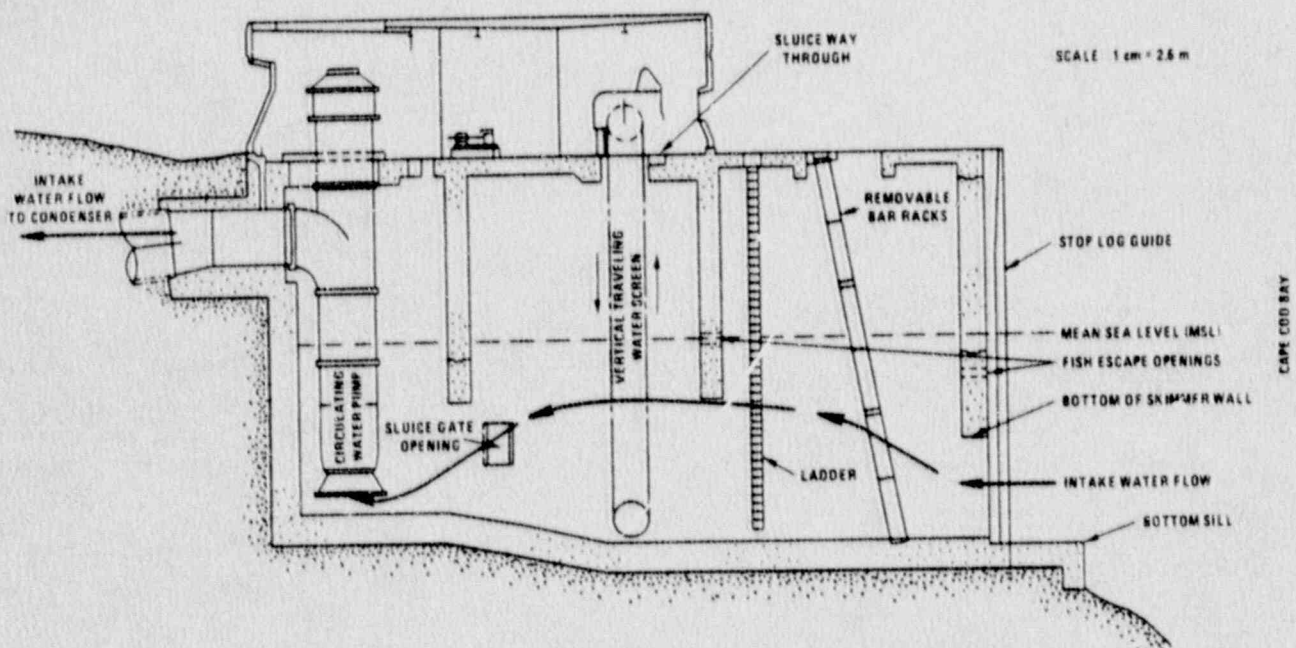 SLUICE WAY
THROUGH
SCALE 1 cm = 2.6 m
INTAKE
WATER FLOW
TO CONDENSER
REMOVABLE
BAR RACKS
STOP LOG GUIDE
VERTICAL TRAVELING
WATER SCREEN
MEAN SEA LEVEL (MSL)
FISH ESCAPE OPENINGS
CAPE COD BAY
BOTTOM OF SKIMMER WALL
CIRCULATING
WATER PUMP
SLUICE GATE
OPENING
LADDER
INTAKE WATER FLOW
BOTTOM SILL